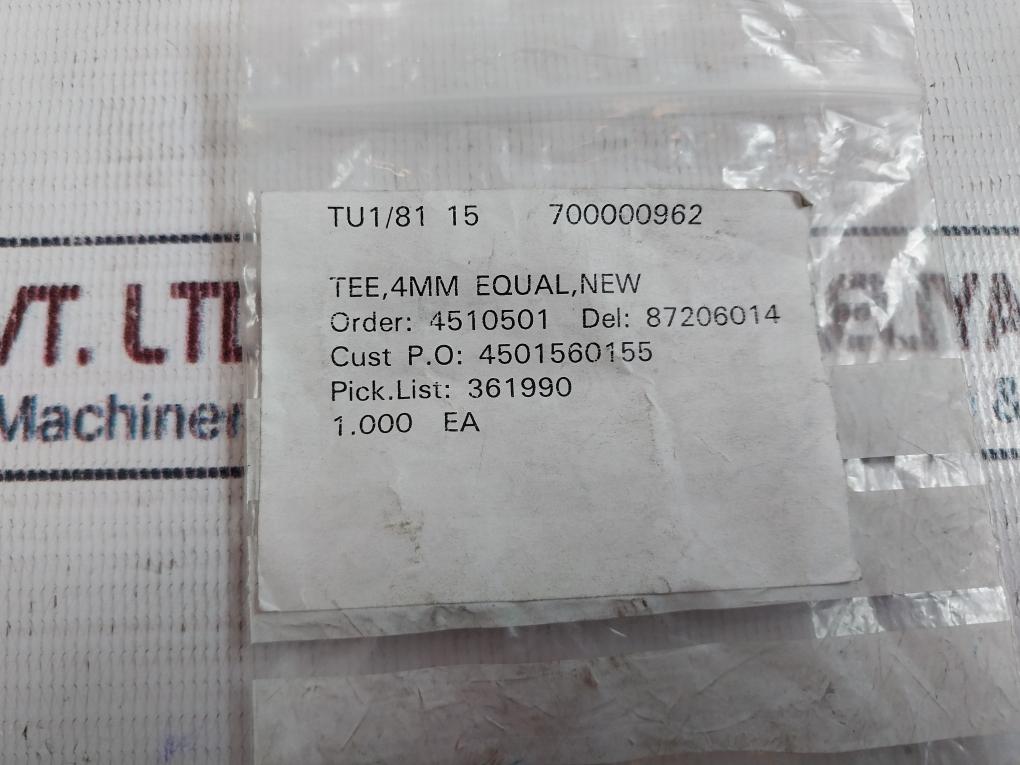 TU1/81 15 700000962
TEE,4MM EQUAL,NEW
Order: 4510501 Del: 87206014
Cust P.O: 4501560155
Pick.List: 361990
1.000 EA
VT. LTD
Machiner
&